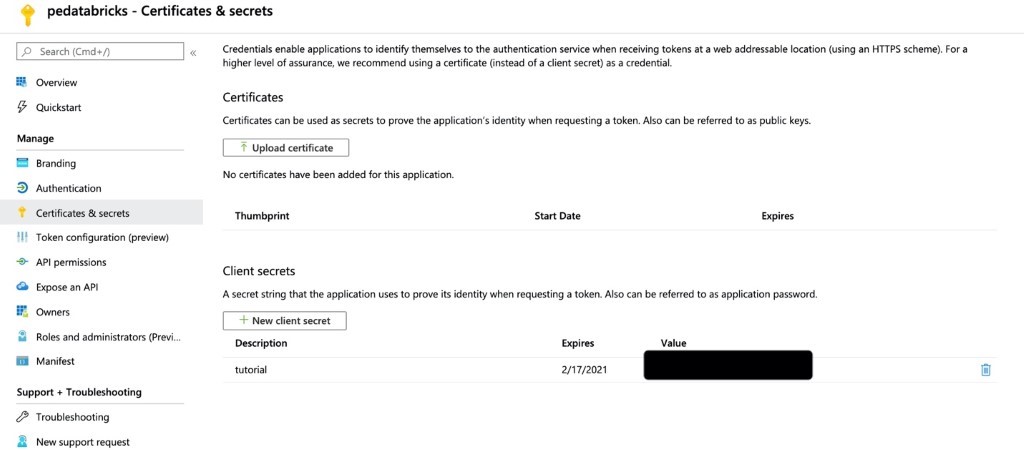 pedatabricks - Certificates & secrets
Search (Cmd+/)
«
Overview
Quickstart
Manage
Branding
Authentication
Certificates & secrets
Token configuration (preview)
API permissions
Expose an API
Owners
Roles and administrators (Previ...
Manifest
Support + Troubleshooting
Troubleshooting
New support request
Credentials enable applications to identify themselves to the authentication service when receiving tokens at a web addressable location (using an HTTPS scheme). For a
higher level of assurance, we recommend using a certificate (instead of a client secret) as a credential.
Certificates
Certificates can be used as secrets to prove the application's identity when requesting a token. Also can be referred to as public keys.
Upload certificate
No certificates have been added for this application.
Thumbprint Start Date Expires
Client secrets
A secret string that the application uses to prove its identity when requesting a token. Also can be referred to as application password.
New client secret
Description Expires Value
tutorial 2/17/2021